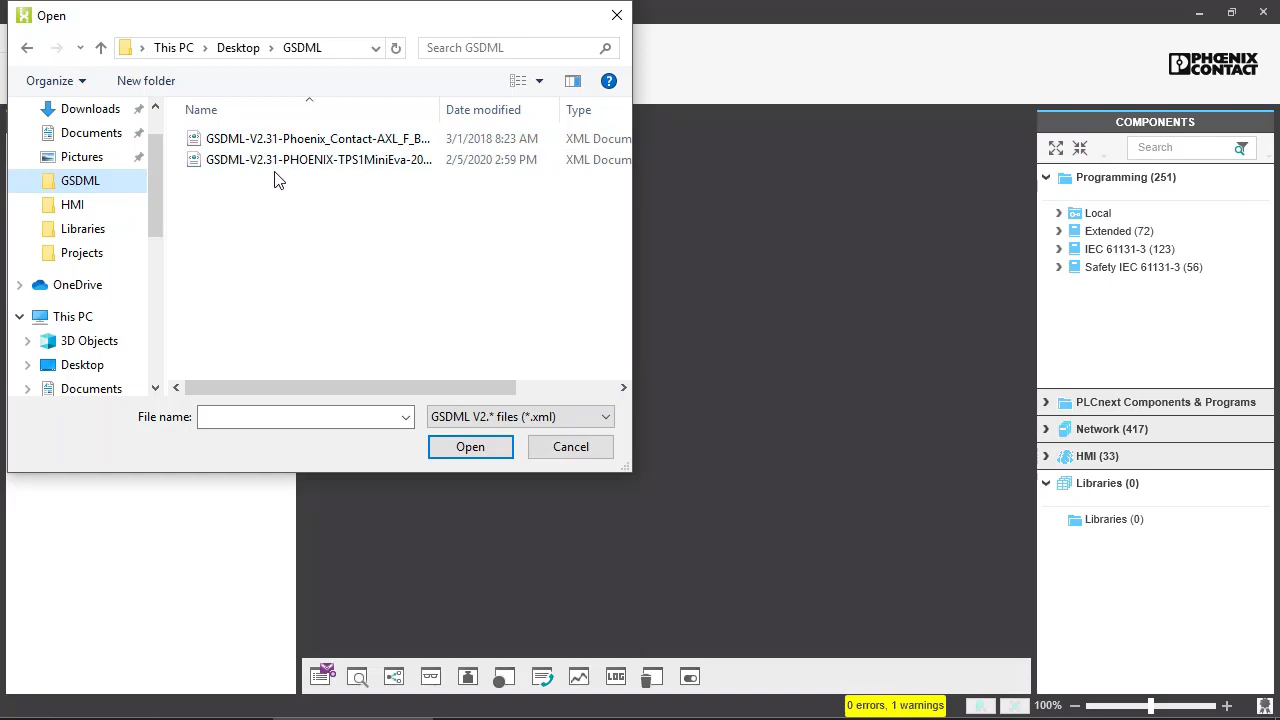 Open
This PC
Desktop
GSDML
Search GSDML
Organize
New folder
Name
Date modified
Type
GSDML-V2.31-Phoenix_Contact-AXL_F_B...
3/1/2018 8:23 AM
XML Docum
GSDML-V2.31-PHOENIX-TPS1MiniEva-20...
2/5/2020 2:59 PM
XML Docum
Downloads
Documents
Pictures
GSDML
HMI
Libraries
Projects
OneDrive
This PC
3D Objects
Desktop
Documents
File name:
GSDML V2.* files (*.xml)
Open
Cancel
PHŒNIX
CONTACT
COMPONENTS
Search
Programming (251)
Local
Extended (72)
IEC 61131-3 (123)
Safety IEC 61131-3 (56)
PLCnext Components & Programs
Network (417)
HMI (33)
Libraries (0)
Libraries (0)
LOG
0 errors, 1 warnings
100%